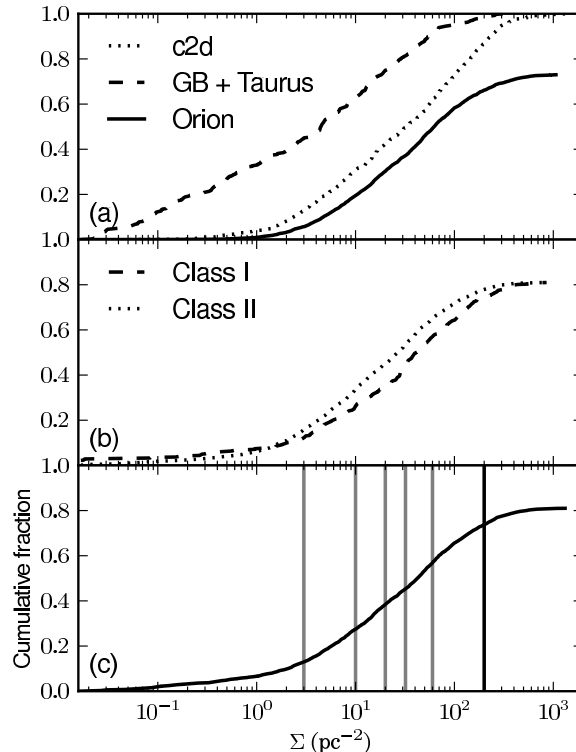 1.0
0.8
0.6
0.4
0.2
c2d
GB + Taurus
Orion
(a)
1.0
0.8
0.6
0.4
0.2
Class I
Class II
(b)
1.0
0.8
0.6
0.4
0.2
0.0
Cumulative fraction
(c)
10⁻¹ 10⁰ 10¹ 10² 10³
Σ (pc⁻²)